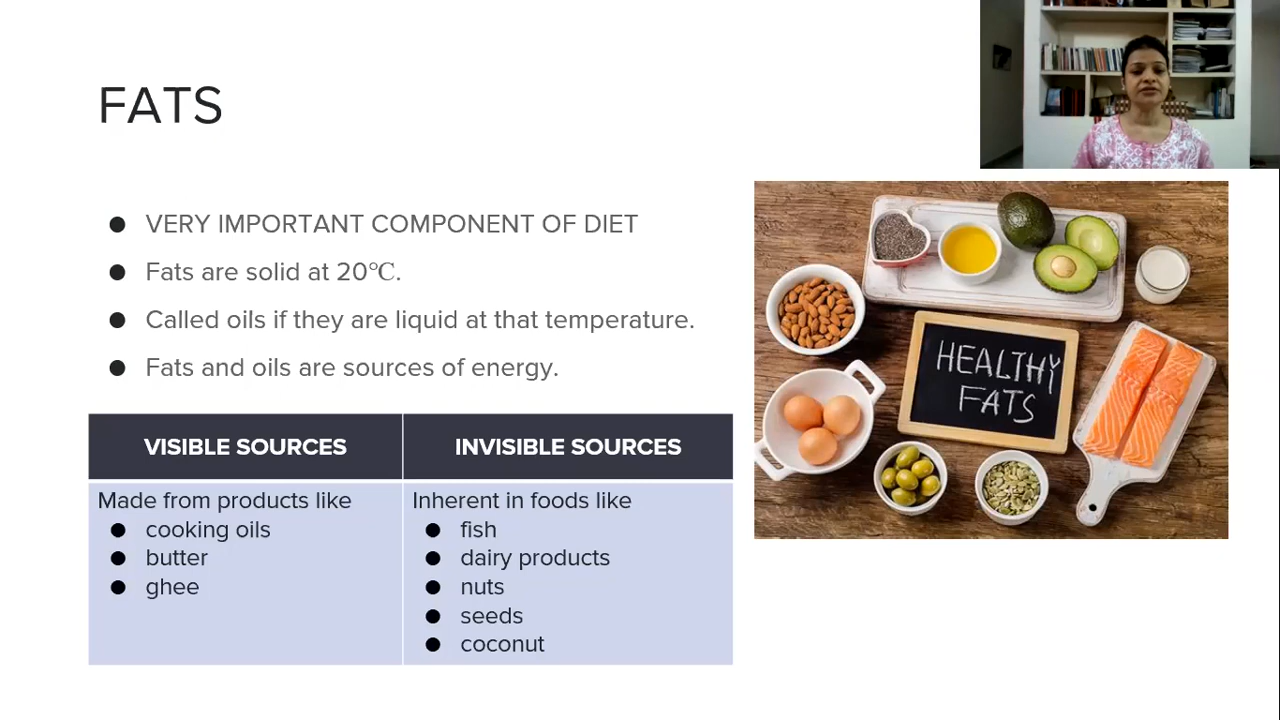 FATS
● VERY IMPORTANT COMPONENT OF DIET
● Fats are solid at 20℃.
● Called oils if they are liquid at that temperature.
● Fats and oils are sources of energy.
VISIBLE SOURCES
Made from products like
● cooking oils
● butter
● ghee
INVISIBLE SOURCES
Inherent in foods like
● fish
● dairy products
● nuts
● seeds
● coconut
HEALTHY
FATS